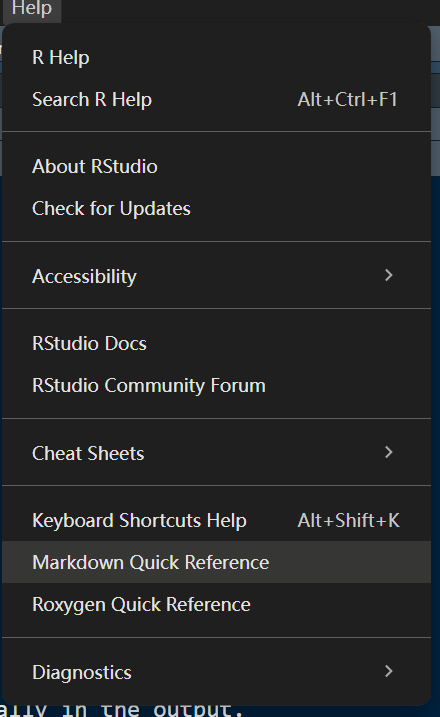 Help
R Help
Search R Help Alt+Ctrl+F1
About RStudio
Check for Updates
Accessibility
RStudio Docs
RStudio Community Forum
Cheat Sheets
Keyboard Shortcuts Help Alt+Shift+K
Markdown Quick Reference
Roxygen Quick Reference
Diagnostics
ally in the output.